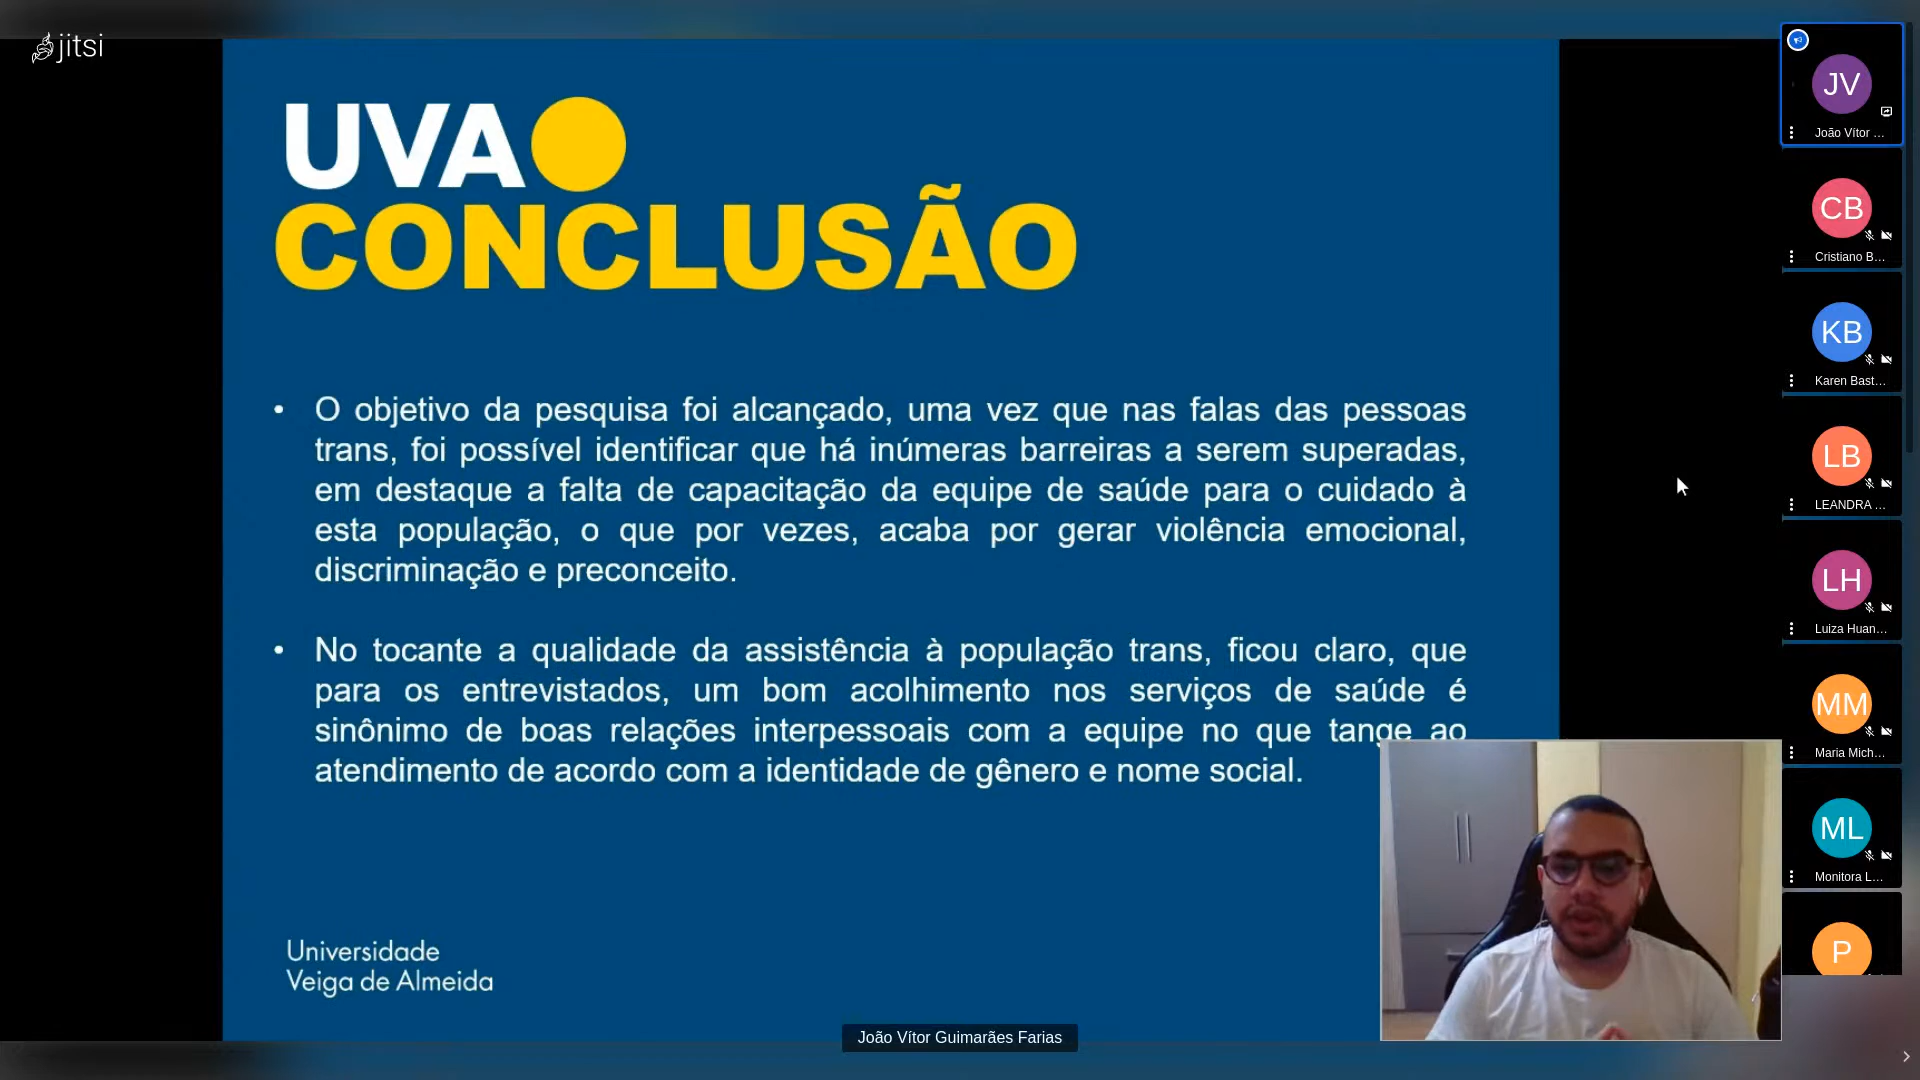 jitsi
UVA
CONCLUSÃO
• O objetivo da pesquisa foi alcançado, uma vez que nas falas das pessoas
trans, foi possível identificar que há inúmeras barreiras a serem superadas,
em destaque a falta de capacitação da equipe de saúde para o cuidado à
esta população, o que por vezes, acaba por gerar violência emocional,
discriminação e preconceito.
• No tocante a qualidade da assistência à população trans, ficou claro, que
para os entrevistados, um bom acolhimento nos serviços de saúde é
sinônimo de boas relações interpessoais com a equipe no que tange ao
atendimento de acordo com a identidade de gênero e nome social.
Universidade
Veiga de Almeida
João Vítor Guimarães Farias
JV
João Vítor ...
CB
Cristiano B...
KB
Karen Bast...
LB
LEANDRA ...
LH
Luiza Huan...
MM
Maria Mich...
ML
Monitora L...
P